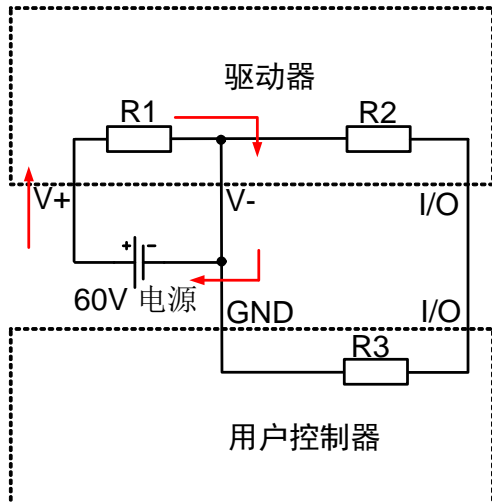 驱动器
R1
R2
V+
V-
I/O
60V 电源
GND
I/O
R3
用户控制器